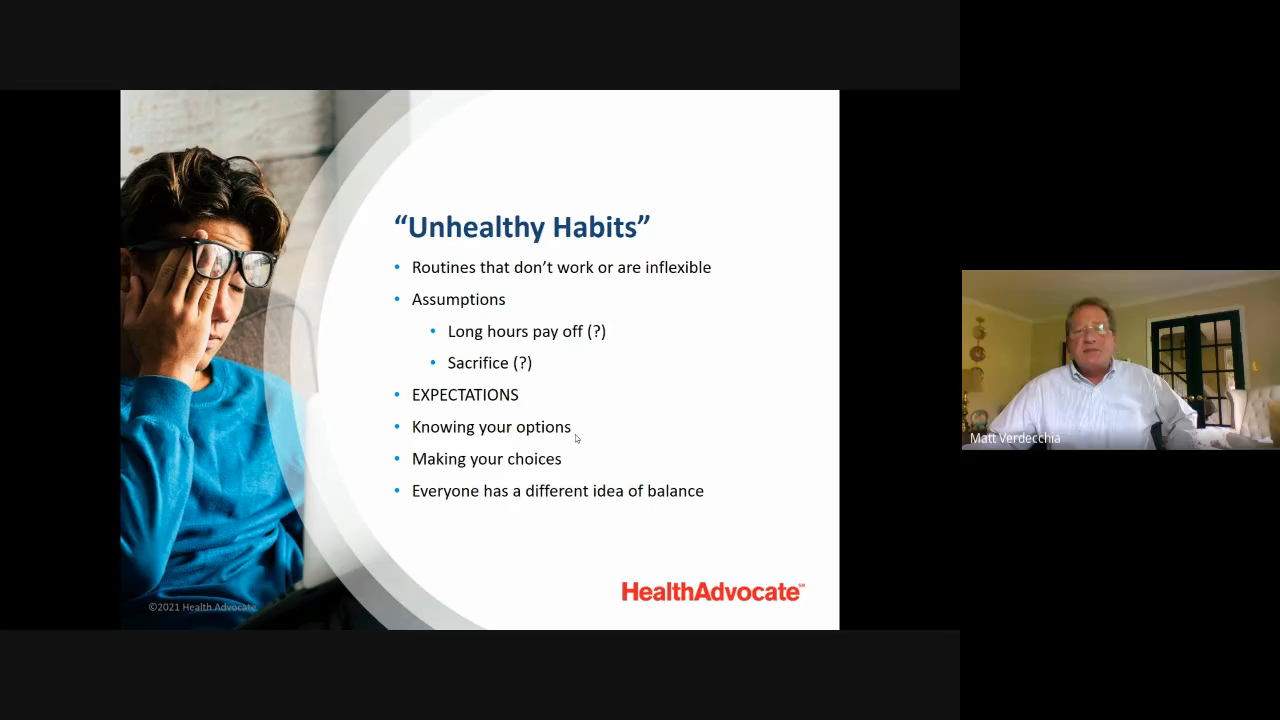 “Unhealthy Habits”
• Routines that don’t work or are inflexible
• Assumptions
• Long hours pay off (?)
• Sacrifice (?)
• EXPECTATIONS
• Knowing your options
• Making your choices
• Everyone has a different idea of balance
HealthAdvocate℠
©2021 Health Advocate
Matt Verdecchia